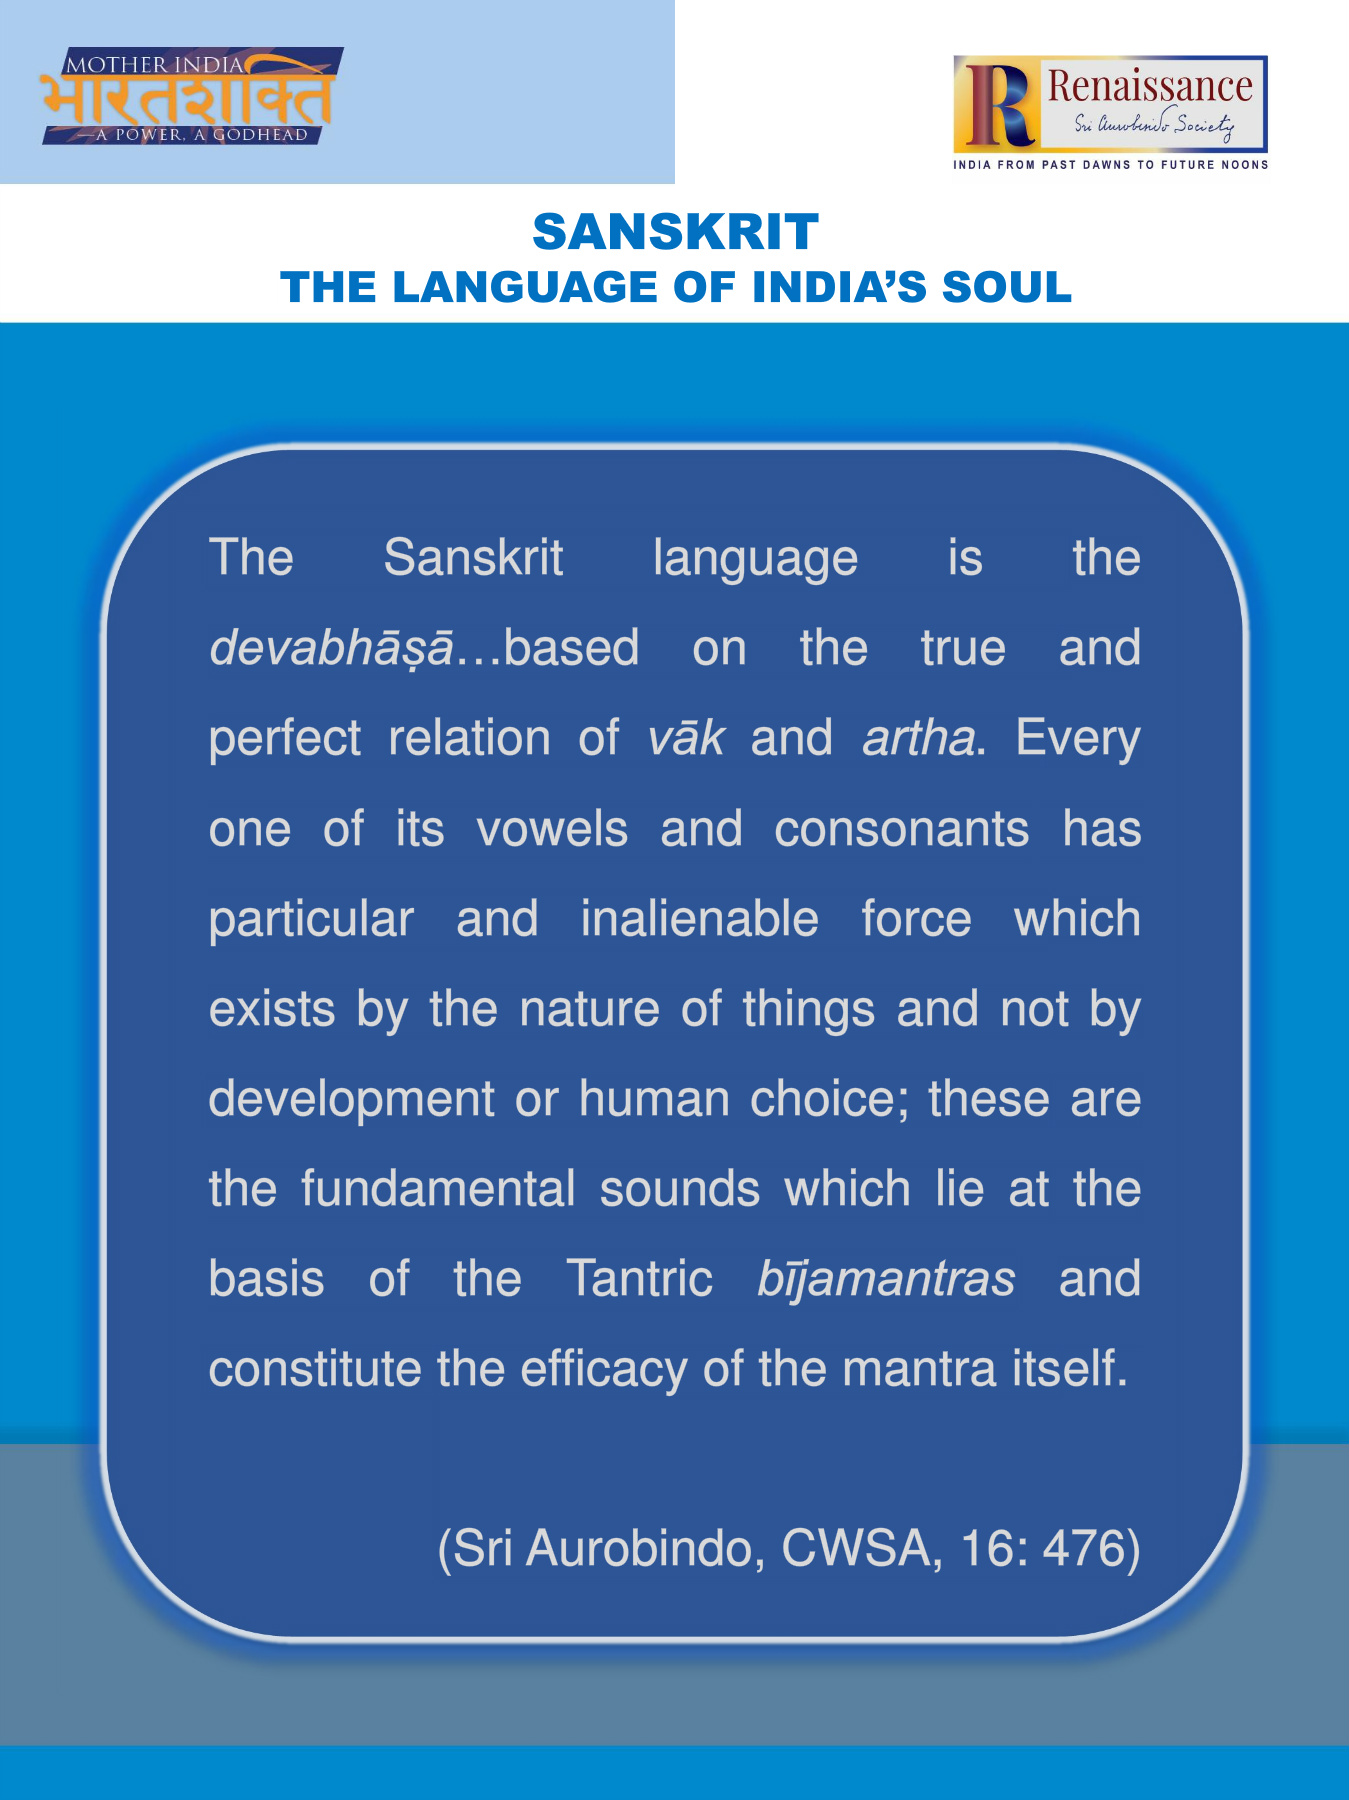 MOTHER INDIA
भारतशक्ति
—A POWER, A GODHEAD
R Renaissance
Sri Aurobindo Society
INDIA FROM PAST DAWNS TO FUTURE NOONS
SANSKRIT
THE LANGUAGE OF INDIA’S SOUL
The Sanskrit language is the
devabhāṣā…based on the true and
perfect relation of vāk and artha. Every
one of its vowels and consonants has
particular and inalienable force which
exists by the nature of things and not by
development or human choice; these are
the fundamental sounds which lie at the
basis of the Tantric bījamantras and
constitute the efficacy of the mantra itself.
(Sri Aurobindo, CWSA, 16: 476)